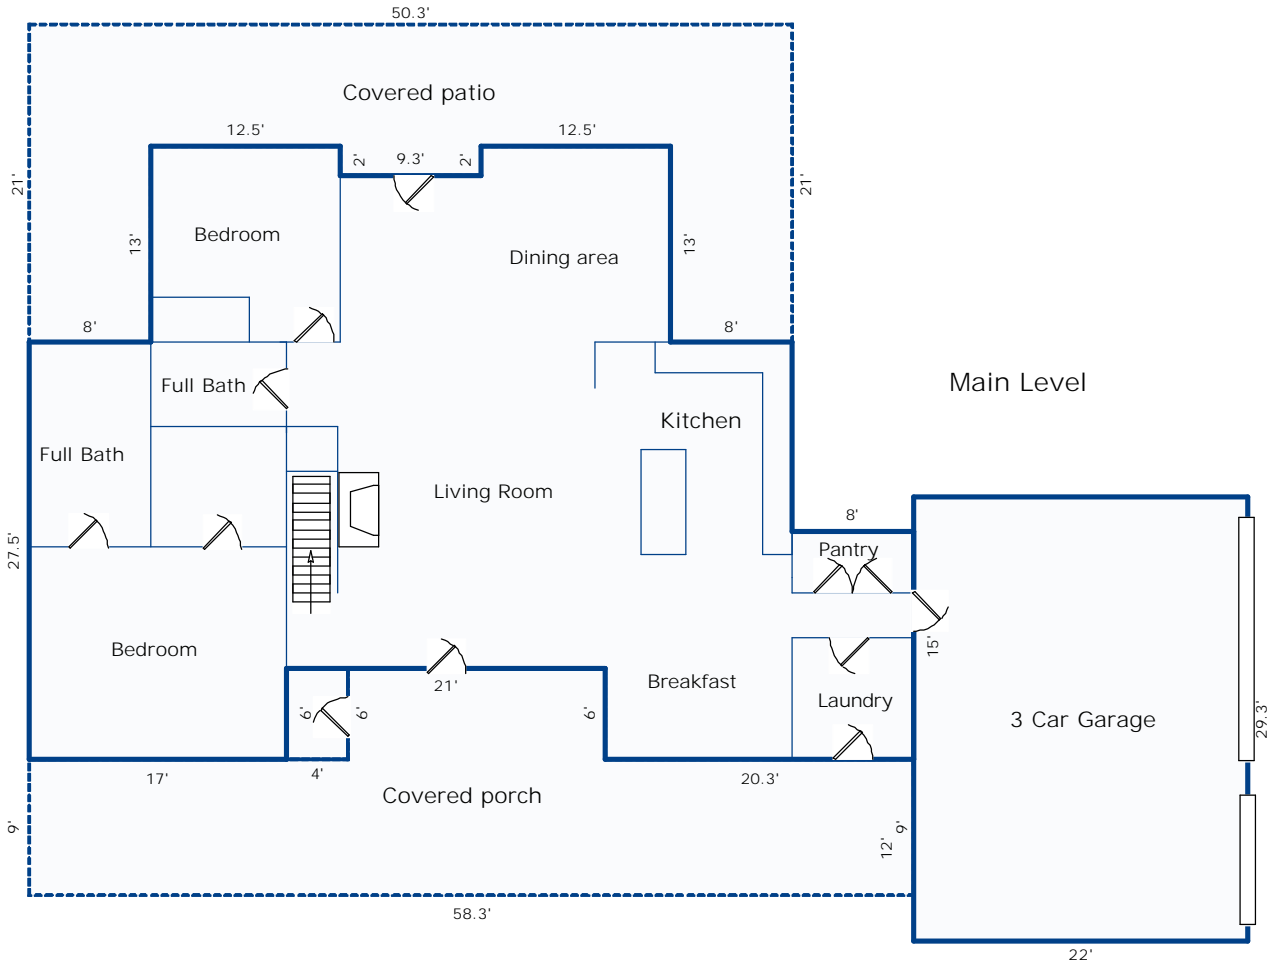 50.3'
Covered patio
12.5'
12.5'
2'
9.3'
2'
21'
21'
13'
Bedroom
13'
Dining area
8'
8'
Full Bath
Main Level
Kitchen
Full Bath
Living Room
8'
27.5'
Pantry
15'
Bedroom
21'
Breakfast
Laundry
6'
6'
6'
3 Car Garage
29.3'
17'
4'
20.3'
Covered porch
9'
9'
12'
58.3'
22'